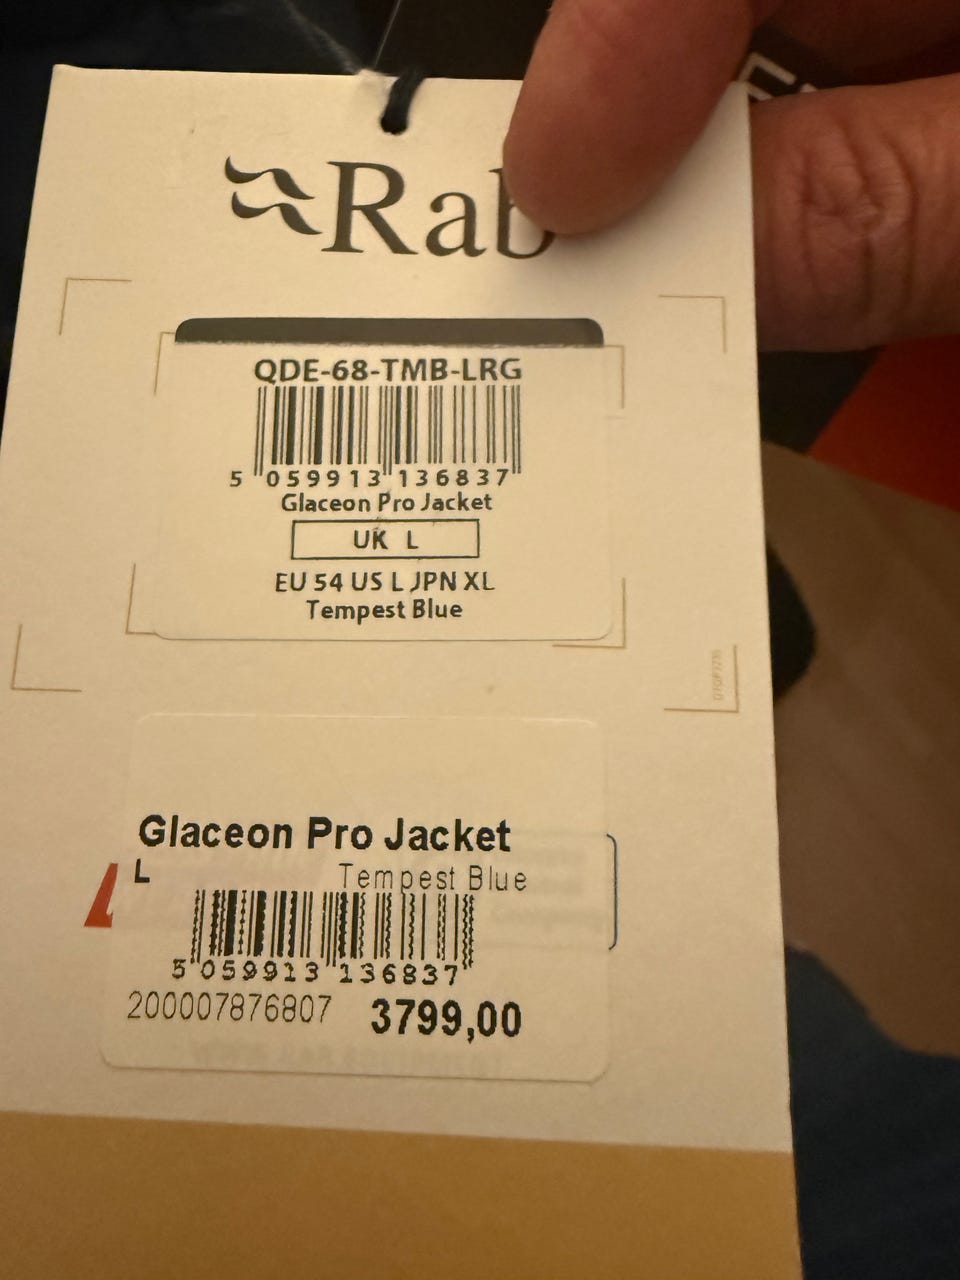 Rab
QDE-68-TMB-LRG
5 059913 136837
Glaceon Pro Jacket
UK L
EU 54 US L JPN XL
Tempest Blue
Glaceon Pro Jacket
L Tempest Blue
5 059913 136837
200007876807 3799,00